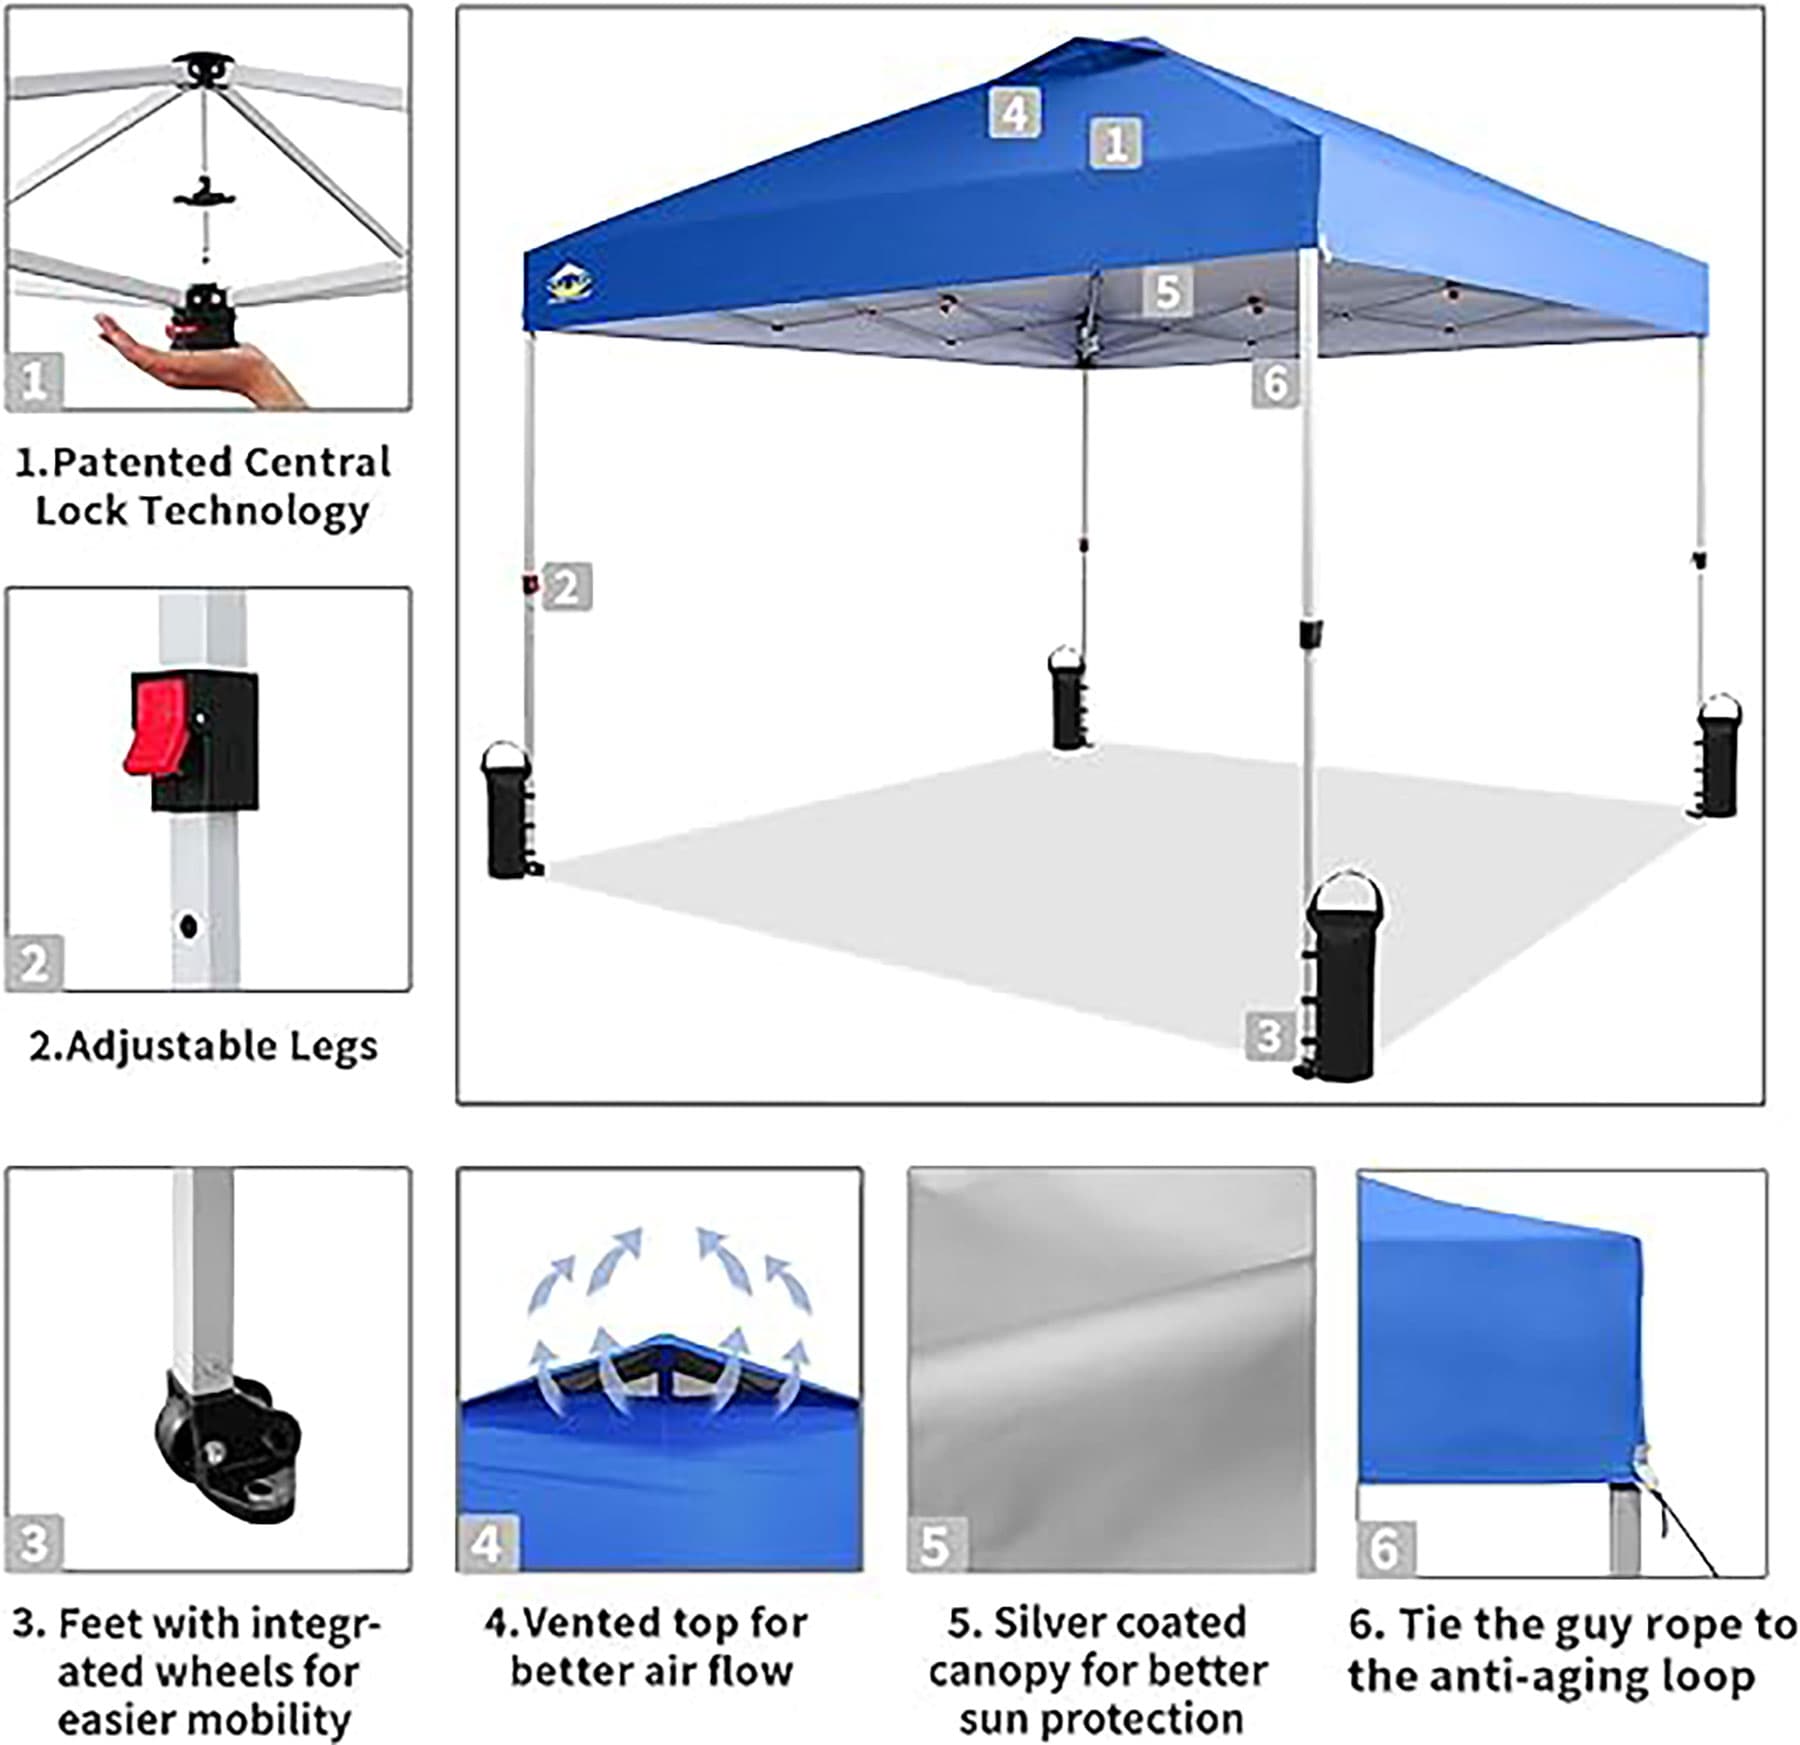 1
1.Patented Central
Lock Technology
2
2.Adjustable Legs
4
1
5
6
2
3
3
3. Feet with integr-
ated wheels for
easier mobility
4
4.Vented top for
better air flow
5
5. Silver coated
canopy for better
sun protection
6
6. Tie the guy rope to
the anti-aging loop